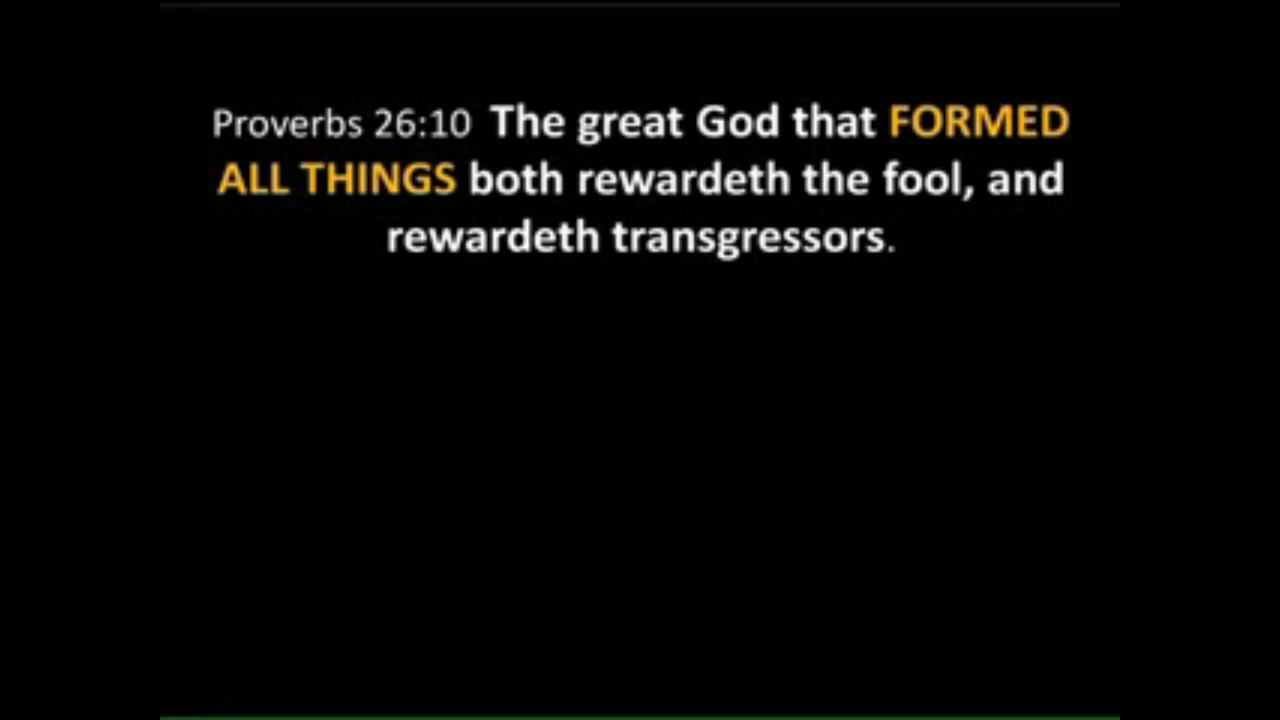 Proverbs 26:10 The great God that FORMED
ALL THINGS both rewardeth the fool, and
rewardeth transgressors.